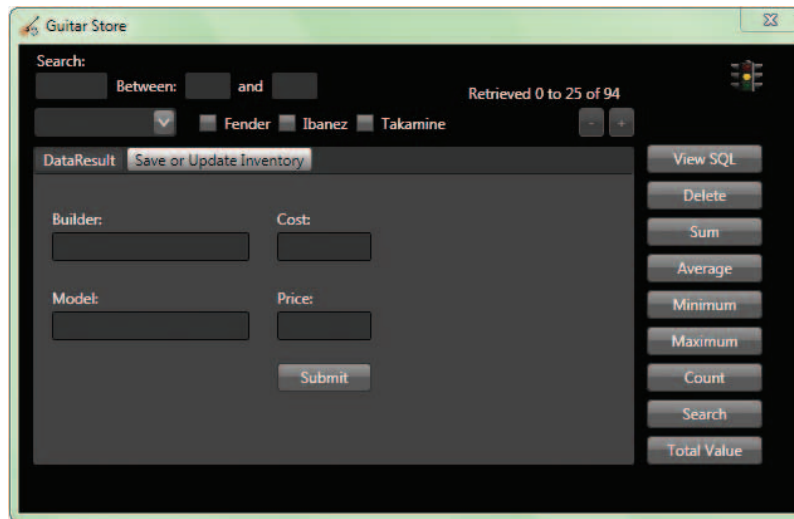 Guitar Store
Search:
Between: and
Retrieved 0 to 25 of 94
Fender Ibanez Takamine - +
DataResult Save or Update Inventory
Builder: Cost:
Model: Price:
Submit
View SQL
Delete
Sum
Average
Minimum
Maximum
Count
Search
Total Value